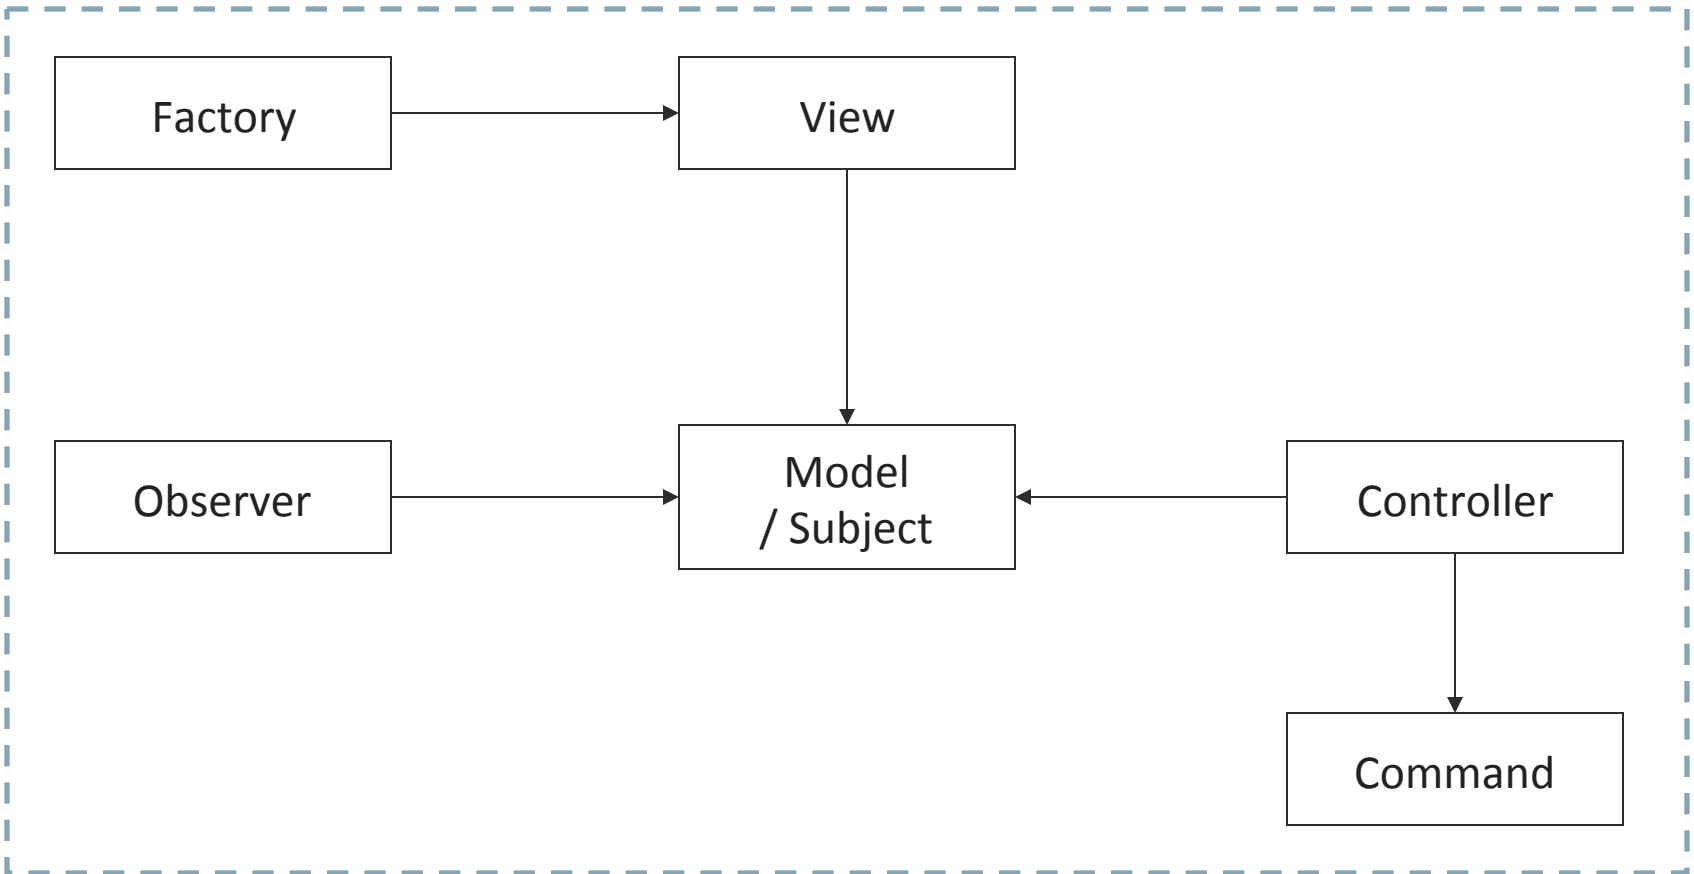 Factory
View
Observer
Model
/ Subject
Controller
Command